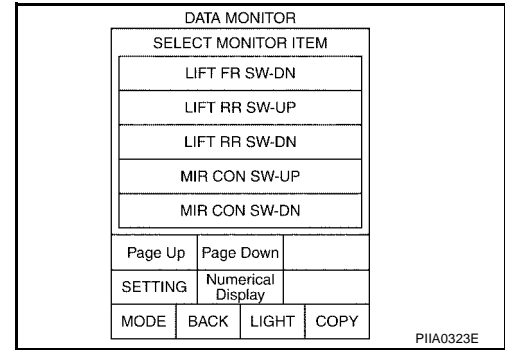 DATA MONITOR
SELECT MONITOR ITEM
LIFT FR SW-DN
LIFT RR SW-UP
LIFT RR SW-DN
MIR CON SW-UP
MIR CON SW-DN
Page Up Page Down
SETTING Numerical
Display
MODE BACK LIGHT COPY
PIIA0323E